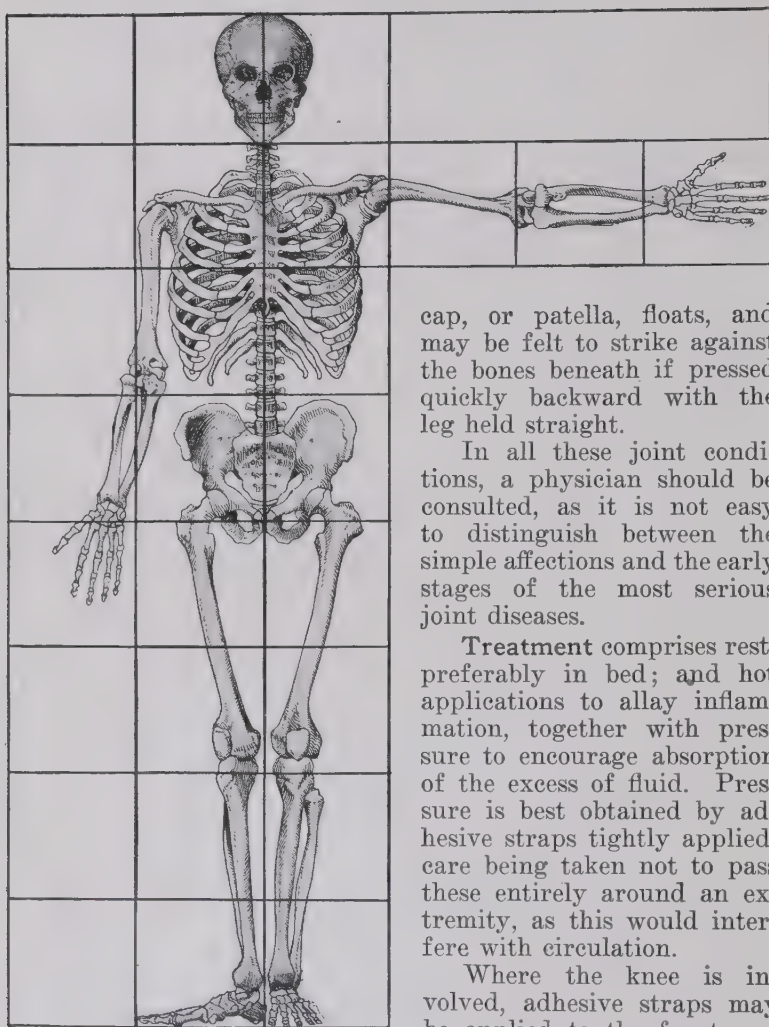 cap, or patella, floats, and
may be felt to strike against
the bones beneath if pressed
quickly backward with the
leg held straight.
In all these joint condi-
tions, a physician should be
consulted, as it is not easy
to distinguish between the
simple affections and the early
stages of the most serious
joint diseases.
Treatment comprises rest
preferably in bed; and hot
applications to allay inflam-
mation, together with pres-
sure to encourage absorption
of the excess of fluid. Pres-
sure is best obtained by ad-
hesive straps tightly applied
care being taken not to pass
these entirely around an ex-
tremity, as this would inter-
fere with circulation.
Where the knee is in-
volved, adhesive straps may
be applied to the front